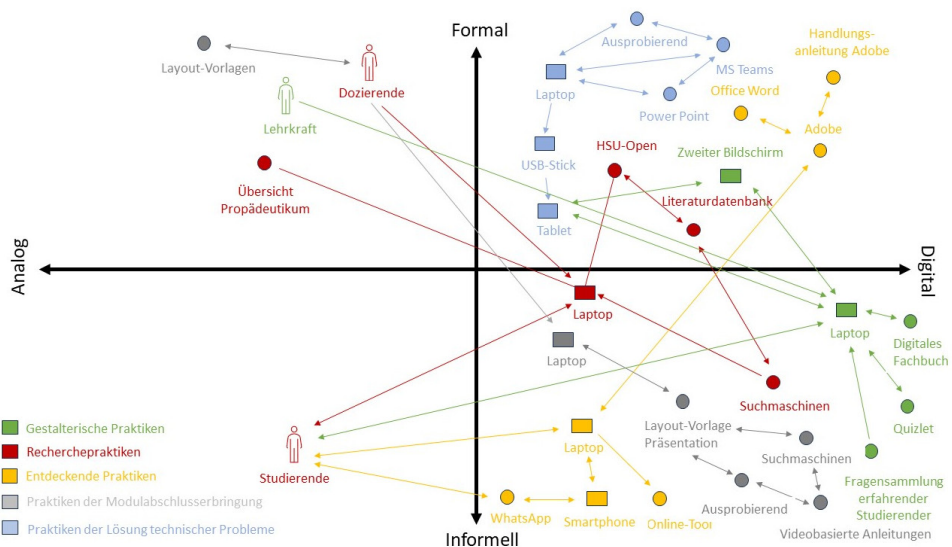 Formal
Handlungs-
anleitung Adobe
Ausprobierend
Layout-Vorlagen
MS Teams
Dozierende
Laptop
Office Word
Power Point
Lehrkraft
Adobe
HSU-Open
Zweiter Bildschirm
USB-Stick
Übersicht
Propädeutikum
Literaturdatenbank
Tablet
Analog
Digital
Laptop
Laptop
Digitales
Fachbuch
Laptop
Suchmaschinen
Quizlet
Layout-Vorlage
Präsentation
Gestalterische Praktiken
Recherchepraktiken
Entdeckende Praktiken
Praktiken der Modulabschlusserbringung
Praktiken der Lösung technischer Probleme
Studierende
Laptop
Suchmaschinen
Fragensammlung
erfahrender
Studierender
WhatsApp
Smartphone
Online-Tool
Ausprobierend
Videobasierte Anleitungen
Informell